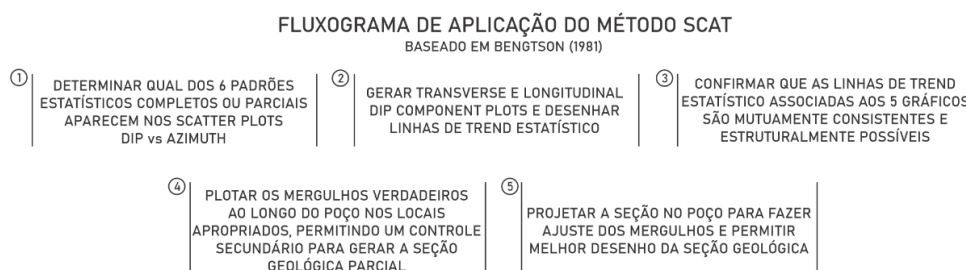 FLUXOGRAMA DE APLICAÇÃO DO MÉTODO SCAT
BASEADO EM BENGTSON (1981)
1
DETERMINAR QUAL DOS 6 PADRÕES
ESTATÍSTICOS COMPLETOS OU PARCIAIS
APARECEM NOS SCATTER PLOTS
DIP vs AZIMUTH
2
GERAR TRANSVERSE E LONGITUDINAL
DIP COMPONENT PLOTS E DESENHAR
LINHAS DE TREND ESTATÍSTICO
3
CONFIRMAR QUE AS LINHAS DE TREND
ESTATÍSTICO ASSOCIADAS AOS 5 GRÁFICOS
SÃO MUTUAMENTE CONSISTENTES E
ESTRUTURALMENTE POSSÍVEIS
4
PLOTAR OS MERGULHOS VERDADEIROS
AO LONGO DO POÇO NOS LOCAIS
APROPRIADOS, PERMITINDO UM CONTROLE
SECUNDÁRIO PARA GERAR A SEÇÃO
GEOLÓGICA PARCIAL
5
PROJETAR A SEÇÃO NO POÇO PARA FAZER
AJUSTE DOS MERGULHOS E PERMITIR
MELHOR DESENHO DA SEÇÃO GEOLÓGICA